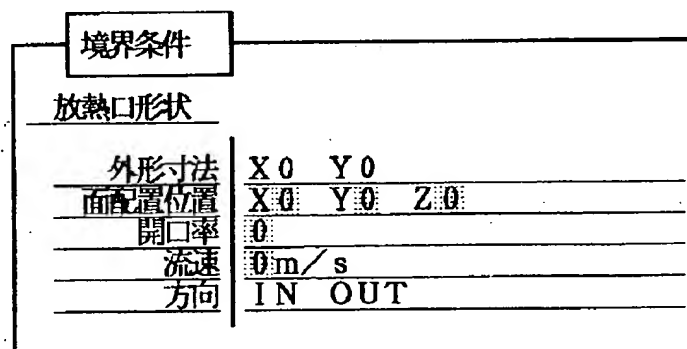 境界条件
放熱口形状
外形寸法 X0 Y0
面配置位置 X0 Y0 Z0
開口率 0
流速 0m/s
方向 IN OUT